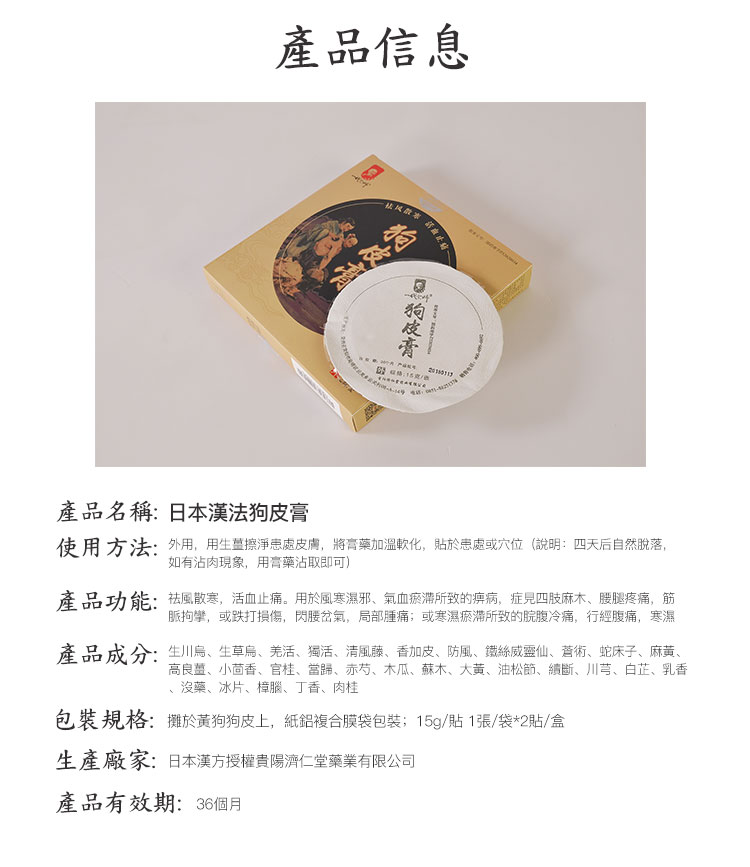 產品信息
祛风散寒 活血止痛
狗皮膏
狗皮膏
規格：15克/貼
20160113
產品名稱: 日本漢法狗皮膏
使用方法: 外用，用生薑擦淨患處皮膚，將膏藥加溫軟化，貼於患處或穴位（說明：四天后自然脫落，
如有沾肉現象，用膏藥沾取即可）
產品功能: 祛風散寒，活血止痛。用於風寒濕邪、氣血瘀滯所致的痹病，症見四肢麻木、腰腿疼痛，筋
脈拘攣，或跌打損傷，閃腰岔氣，局部腫痛；或寒濕瘀滯所致的脘腹冷痛，行經腹痛，寒濕
產品成分: 生川烏、生草烏、羌活、獨活、清風藤、香加皮、防風、鐵絲威靈仙、蒼術、蛇床子、麻黃、
高良薑、小茴香、官桂、當歸、赤芍、木瓜、蘇木、大黃、油松節、續斷、川芎、白芷、乳香
、沒藥、冰片、樟腦、丁香、肉桂
包裝規格: 攤於黃狗狗皮上，紙鋁複合膜袋包裝；15g/貼 1張/袋*2貼/盒
生產廠家: 日本漢方授權貴陽濟仁堂藥業有限公司
產品有效期: 36個月